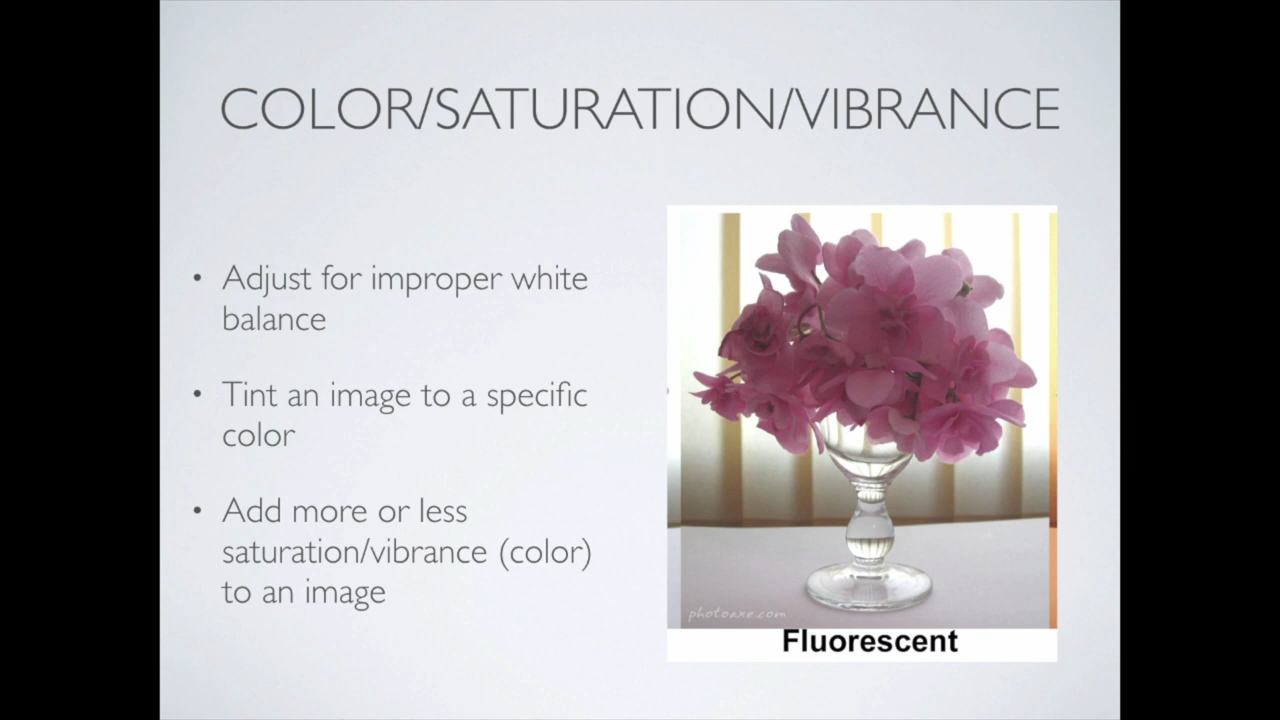 COLOR/SATURATION/VIBRANCE
• Adjust for improper white
balance
• Tint an image to a specific
color
• Add more or less
saturation/vibrance (color)
to an image
photoaxe.com
Fluorescent